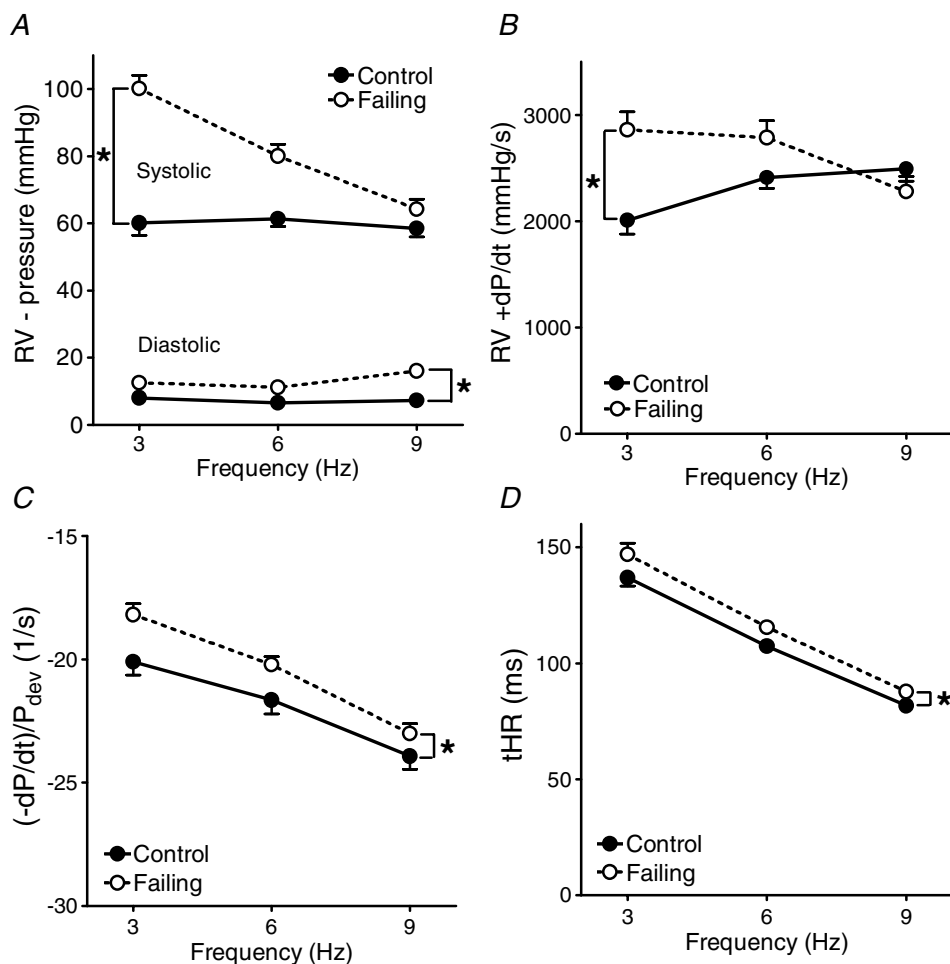 A
RV - pressure (mmHg)
100
80
60
40
20
0
Control
Failing
*
Systolic
Diastolic
*
3
6
9
Frequency (Hz)
B
RV +dP/dt (mmHg/s)
3000
2000
1000
0
*
Control
Failing
3
6
9
Frequency (Hz)
C
(-dP/dt)/Pdev (1/s)
-15
-20
-25
-30
*
Control
Failing
3
6
9
Frequency (Hz)
D
tHR (ms)
150
100
50
0
*
Control
Failing
3
6
9
Frequency (Hz)